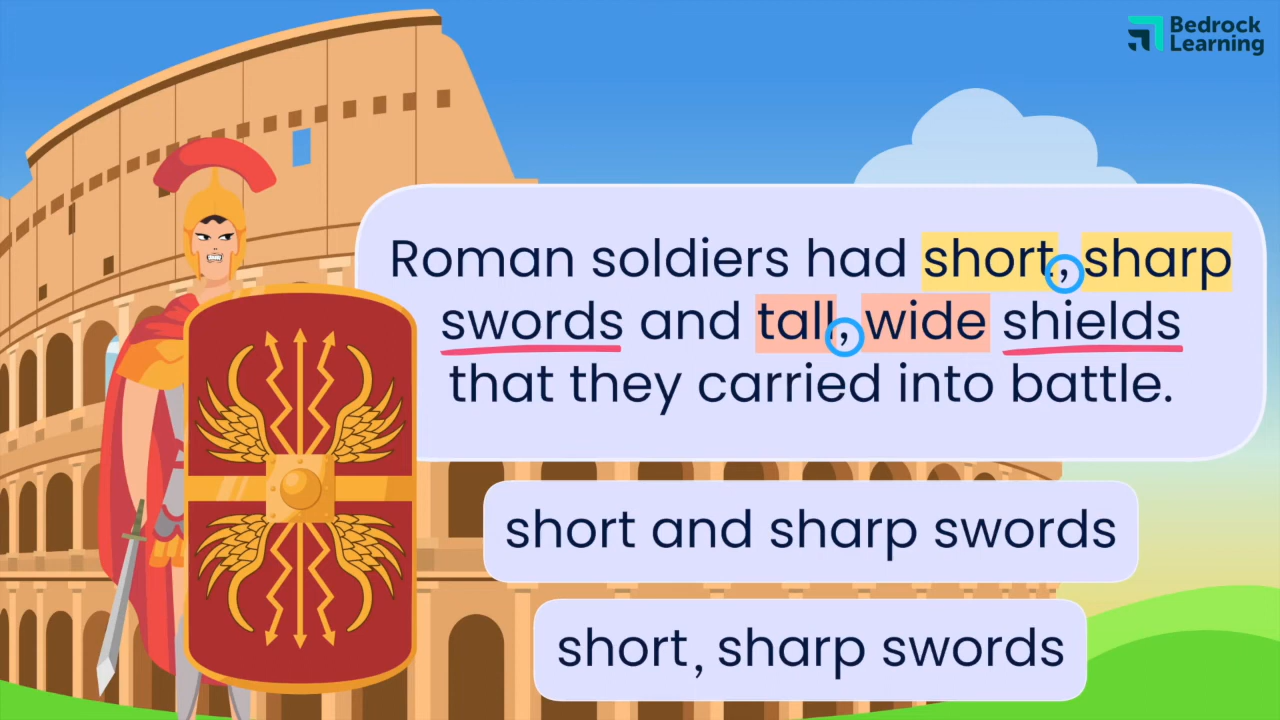 Bedrock
Learning
Roman soldiers had short, sharp
swords and tall, wide shields
that they carried into battle.
short and sharp swords
short, sharp swords